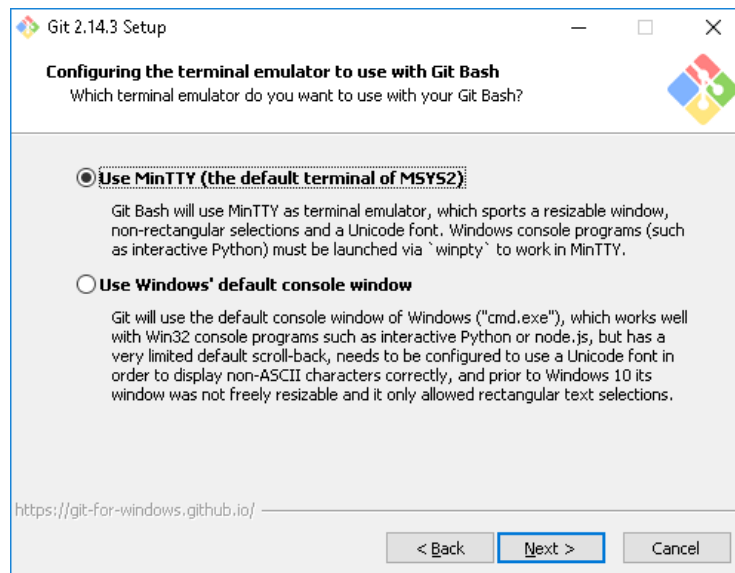 Git 2.14.3 Setup
Configuring the terminal emulator to use with Git Bash
Which terminal emulator do you want to use with your Git Bash?
Use MinTTY (the default terminal of MSYS2)
Git Bash will use MinTTY as terminal emulator, which sports a resizable window,
non-rectangular selections and a Unicode font. Windows console programs (such
as interactive Python) must be launched via `winpty` to work in MinTTY.
Use Windows' default console window
Git will use the default console window of Windows ("cmd.exe"), which works well
with Win32 console programs such as interactive Python or node.js, but has a
very limited default scroll-back, needs to be configured to use a Unicode font in
order to display non-ASCII characters correctly, and prior to Windows 10 its
window was not freely resizable and it only allowed rectangular text selections.
https://git-for-windows.github.io/
< Back Next > Cancel